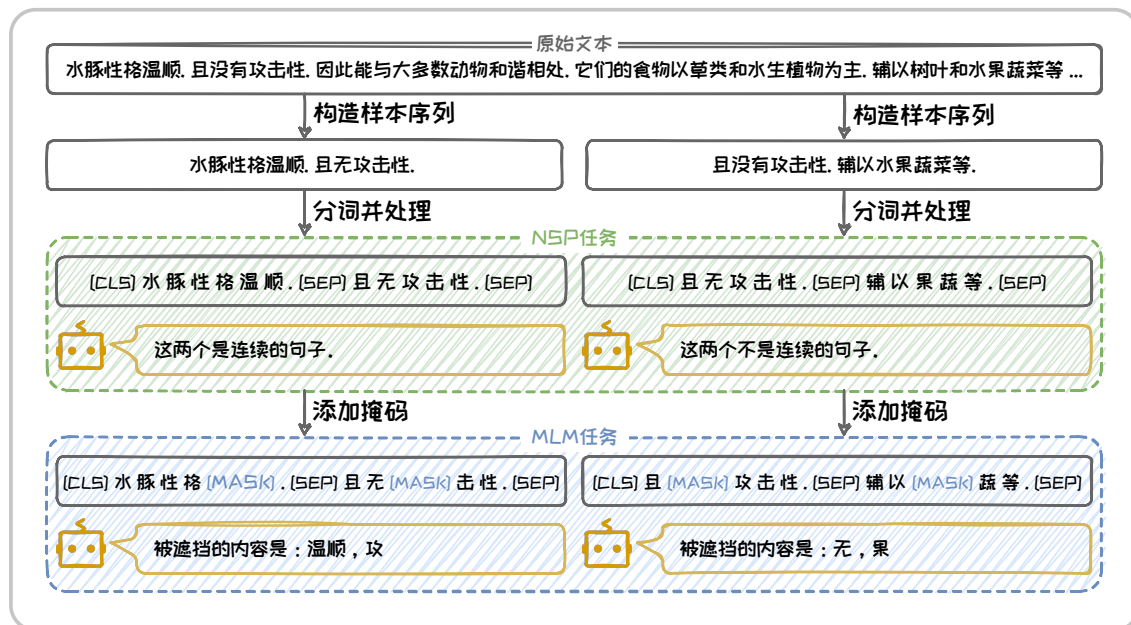 原始文本
水豚性格温顺.且没有攻击性.因此能与大多数动物和谐相处.它们的食物以草类和水生植物为主.辅以树叶和水果蔬菜等 ...
构造样本序列
构造样本序列
水豚性格温顺.且无攻击性.
且没有攻击性.辅以水果蔬菜等.
分词并处理
分词并处理
NSP任务
[CLS] 水 豚 性 格 温 顺 . [SEP] 且 无 攻 击 性 . [SEP]
[CLS] 且 无 攻 击 性 . [SEP] 辅 以 果 蔬 等 . [SEP]
这两个是连续的句子.
这两个不是连续的句子.
添加掩码
MLM任务
[CLS] 水 豚 性 格 [MASK] . [SEP] 且 无 [MASK] 击 性 . [SEP]
[CLS] 且 [MASK] 攻 击 性 . [SEP] 辅 以 [MASK] 蔬 等 . [SEP]
被遮挡的内容是：温顺，攻
被遮挡的内容是：无，果